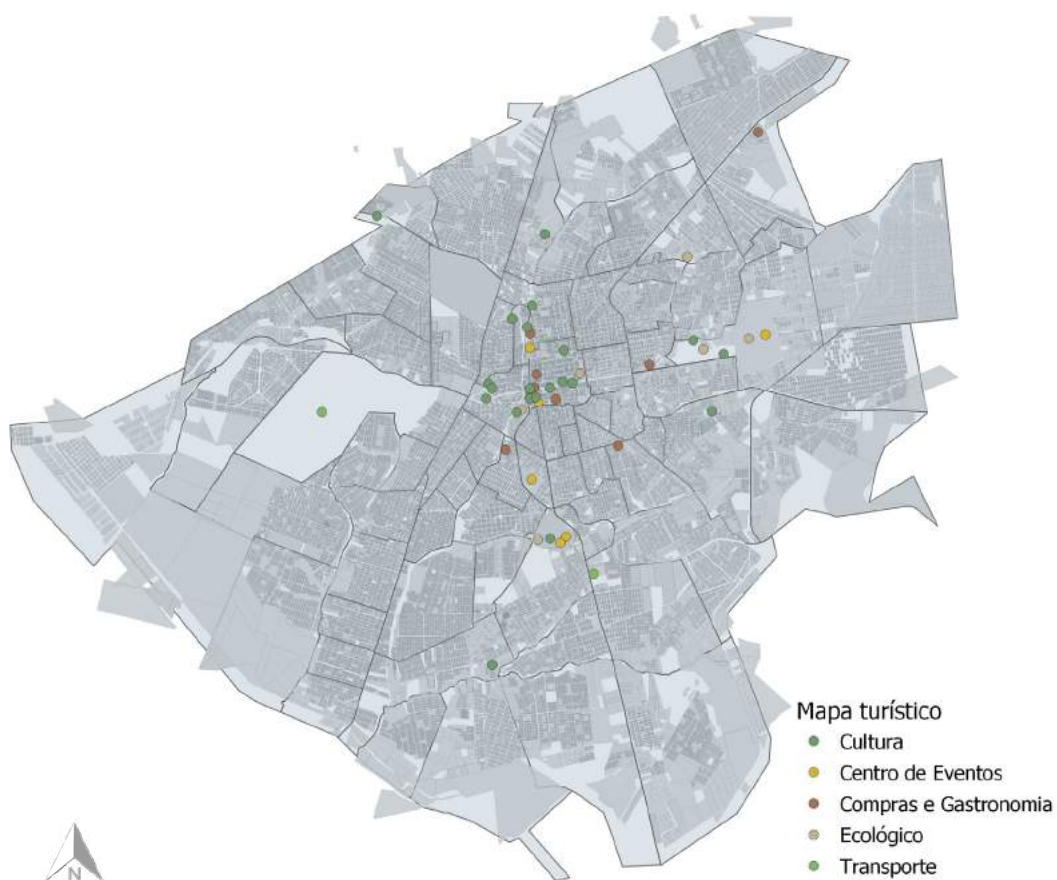 Mapa turístico
Cultura
Centro de Eventos
Compras e Gastronomia
Ecológico
Transporte
N